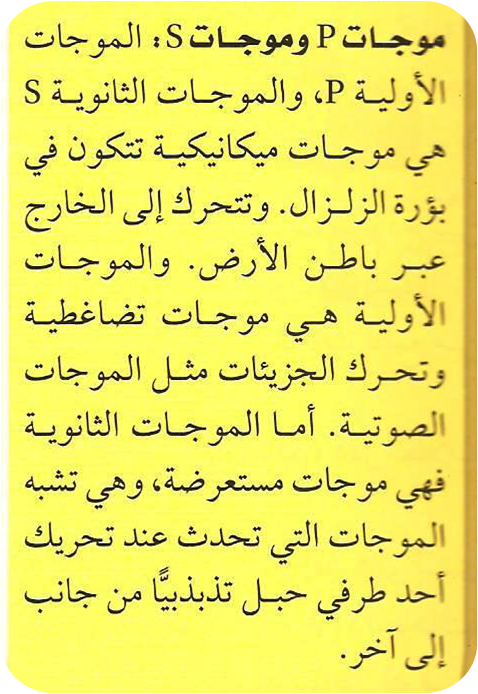 موجات P وموجات S: الموجات
الأولية P، والموجات الثانوية S
هي موجات ميكانيكية تتكون في
بؤرة الزلزال. وتتحرك إلى الخارج
عبر باطن الأرض. والموجات
الأولية هي موجات تضاغطية
وتحرك الجزيئات مثل الموجات
الصوتية. أما الموجات الثانوية
فهي موجات مستعرضة، وهي تشبه
الموجات التي تحدث عند تحريك
أحد طرفي حبل تذبذبيًّا من جانب
إلى آخر.